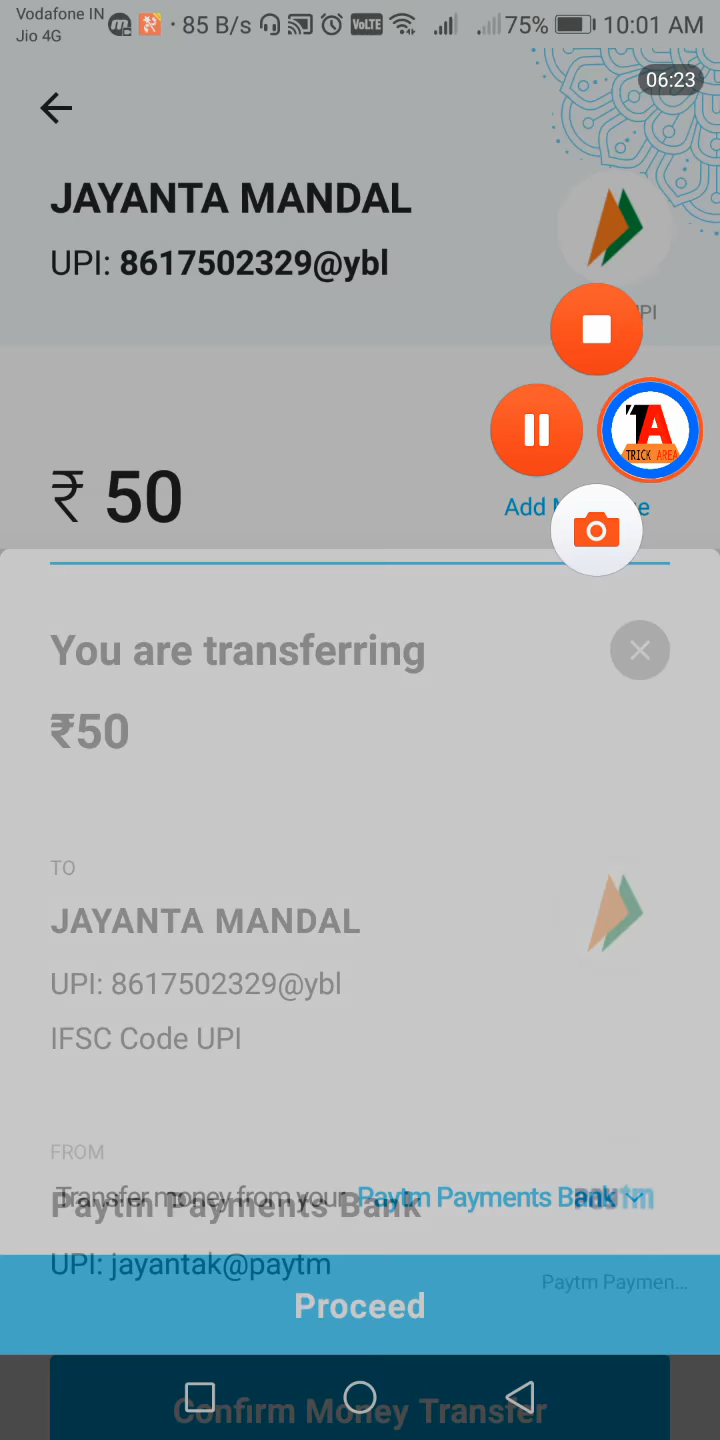 Vodafone IN
Jio 4G
85 B/s
VoLTE
75%
10:01 AM
06:23
JAYANTA MANDAL
UPI: 8617502329@ybl
PI
₹ 50
Add
e
TRICK AREA
You are transferring
₹50
TO
JAYANTA MANDAL
UPI: 8617502329@ybl
IFSC Code UPI
FROM
Transfer money from your Paytm Payments Bank
Paytm Payments Bank
paytm
UPI: jayantak@paytm
Paytm Paymen...
Proceed
Confirm Money Transfer